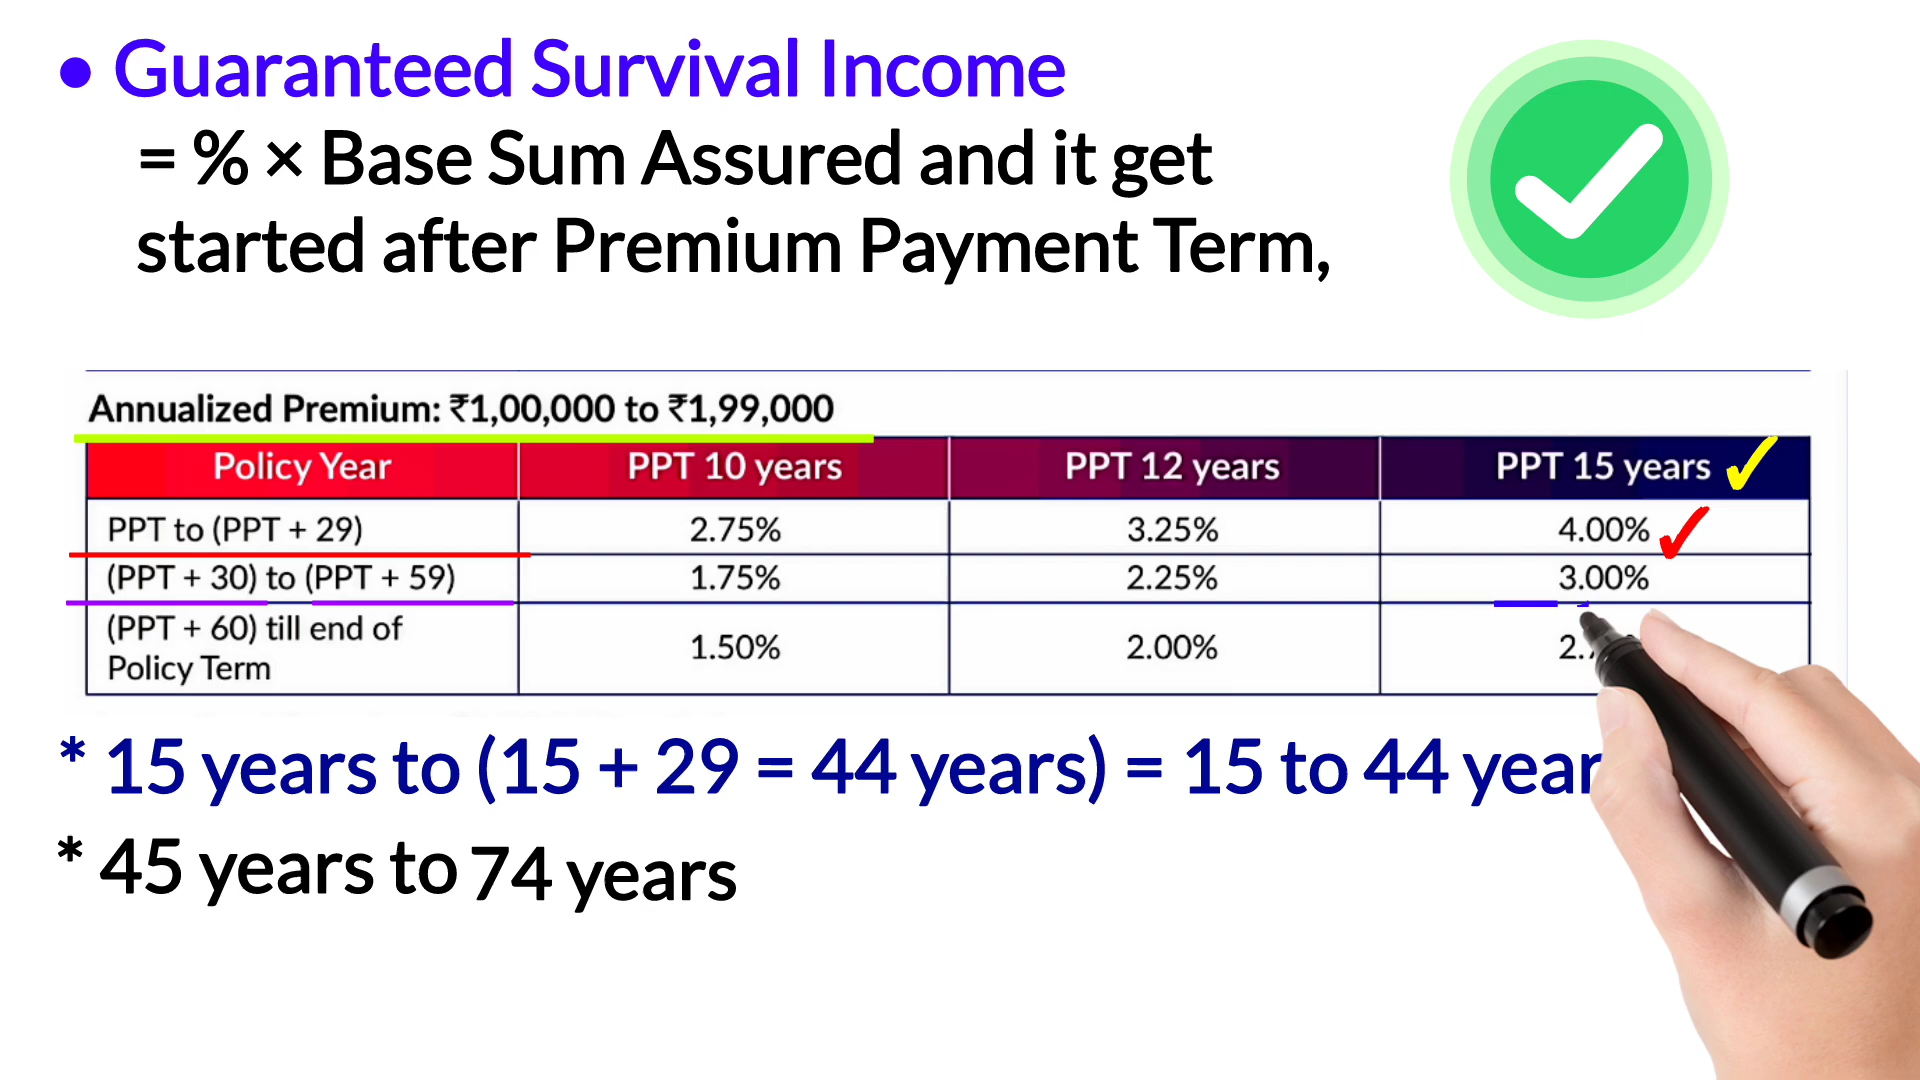 • Guaranteed Survival Income
= % × Base Sum Assured and it get
started after Premium Payment Term,
Annualized Premium: ₹1,00,000 to ₹1,99,000
Policy Year PPT 10 years PPT 12 years PPT 15 years
PPT to (PPT + 29) 2.75% 3.25% 4.00%
(PPT + 30) to (PPT + 59) 1.75% 2.25% 3.00%
(PPT + 60) till end of
Policy Term 1.50% 2.00%
* 15 years to (15 + 29 = 44 years) = 15 to 44
* 45 years to 74 years